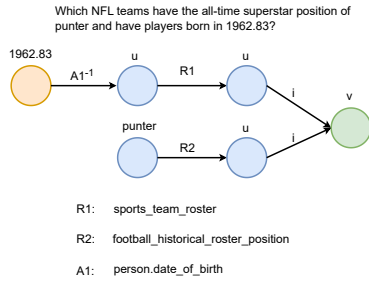 Which NFL teams have the all-time superstar position of
punter and have players born in 1962.83?
1962.83 u u
A1-1 R1
i v
punter u
R2 i
R1: sports_team_roster
R2: football_historical_roster_position
A1: person.date_of_birth